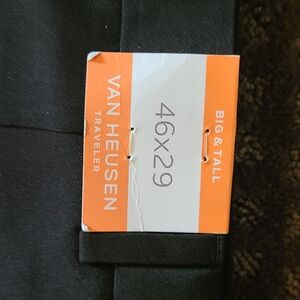 BIG & TALL
46x29
VAN HEUSEN
TRAVELER